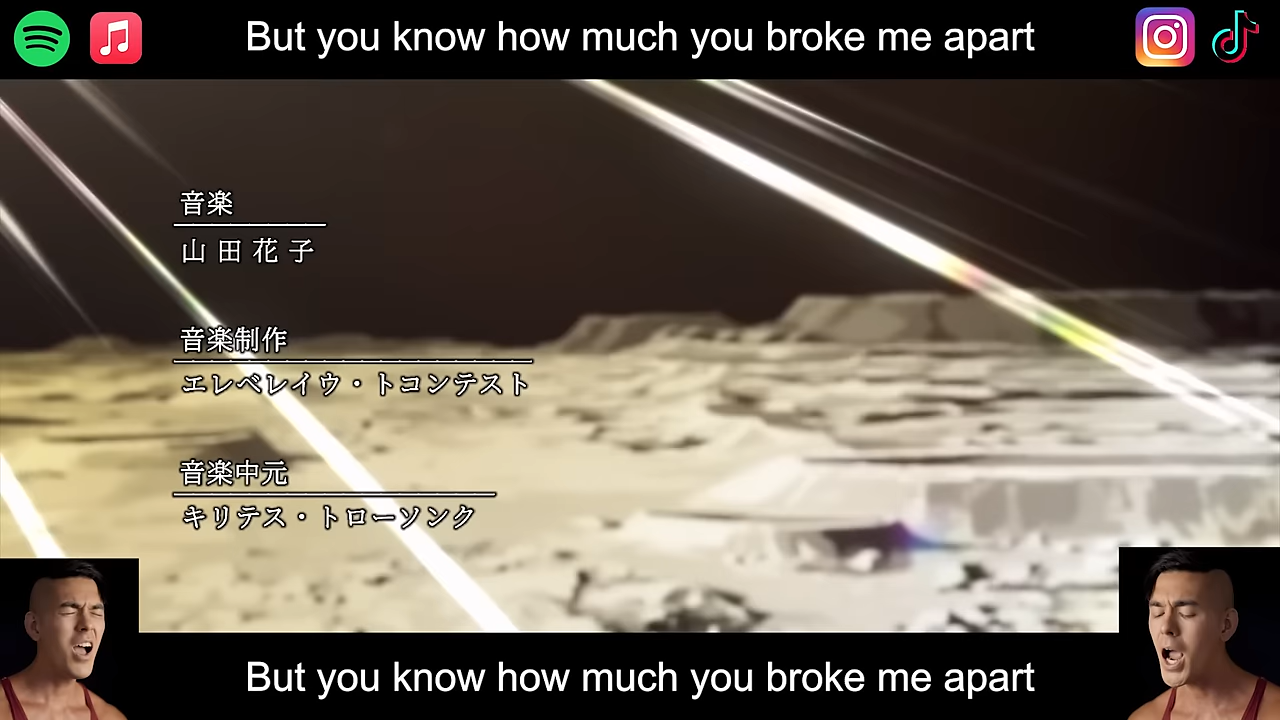 But you know how much you broke me apart
音楽
山田花子
音楽制作
エレベレイウ・トコンテスト
音楽中元
キリテス・トローソンク
But you know how much you broke me apart